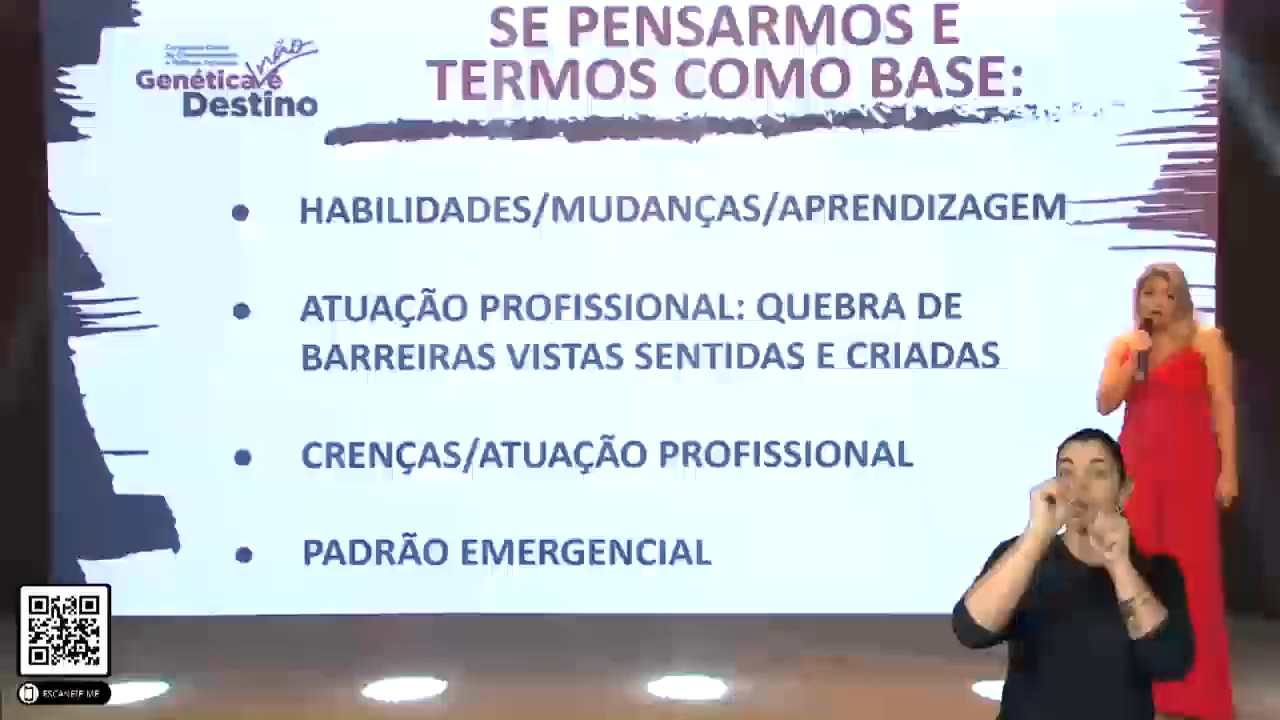 SE PENSARMOS E
TERMOS COMO BASE:
não
Genética é
Destino
• HABILIDADES/MUDANÇAS/APRENDIZAGEM
• ATUAÇÃO PROFISSIONAL: QUEBRA DE
BARREIRAS VISTAS SENTIDAS E CRIADAS
• CRENÇAS/ATUAÇÃO PROFISSIONAL
• PADRÃO EMERGENCIAL
ESCANEIE-ME